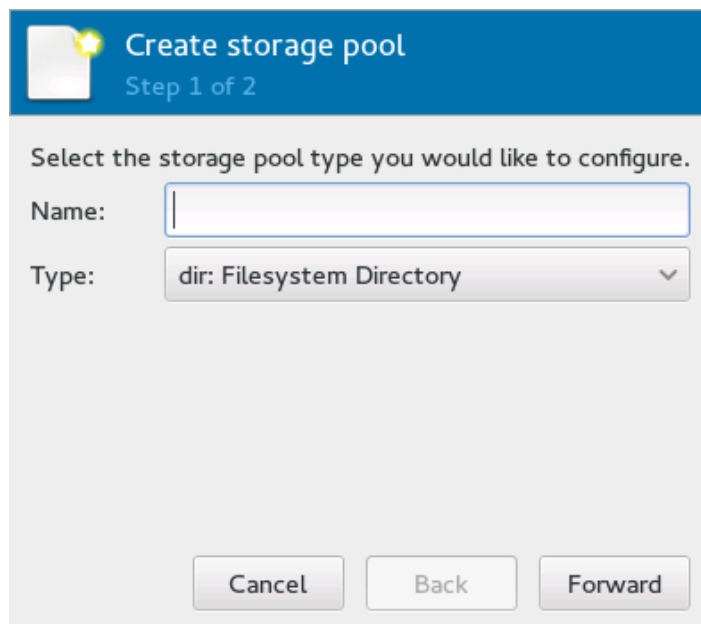 Create storage pool
Step 1 of 2
Select the storage pool type you would like to configure.
Name:
Type: dir: Filesystem Directory
Cancel Back Forward